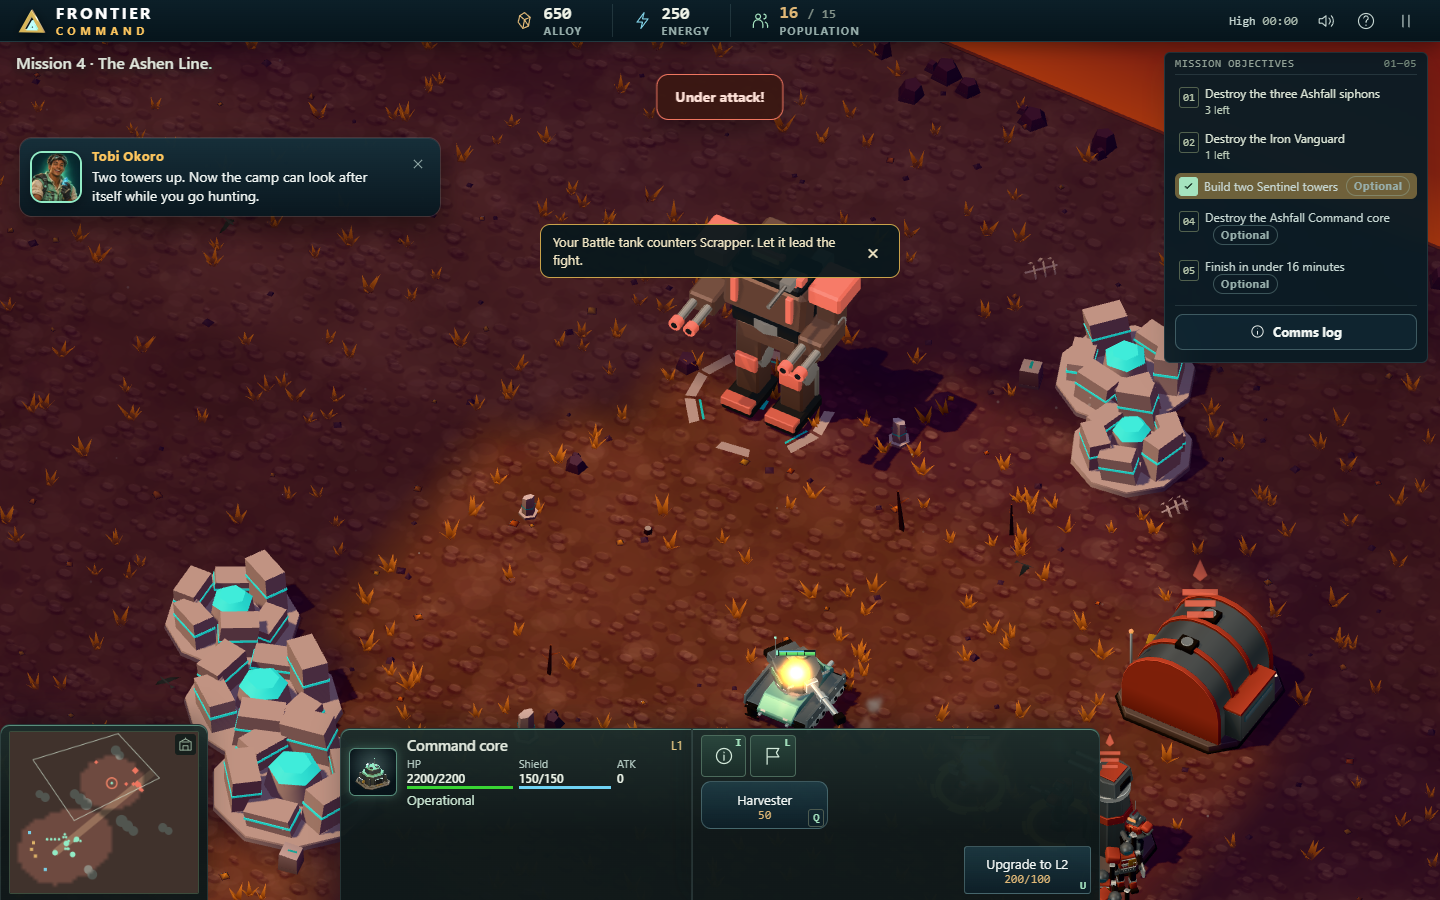 FRONTIER
COMMAND
650
ALLOY
250
ENERGY
16 / 15
POPULATION
High 00:00
Mission 4 · The Ashen Line.
Under attack!
MISSION OBJECTIVES 01—05
01 Destroy the three Ashfall siphons
3 left
02 Destroy the Iron Vanguard
1 left
Build two Sentinel towers Optional
04 Destroy the Ashfall Command core
Optional
05 Finish in under 16 minutes
Optional
Comms log
Tobi Okoro
Two towers up. Now the camp can look after
itself while you go hunting.
Your Battle tank counters Scrapper. Let it lead the
fight.
Command core L1
HP Shield ATK
2200/2200 150/150 0
Operational
I L
Harvester
50
Q
Upgrade to L2
200/100
U